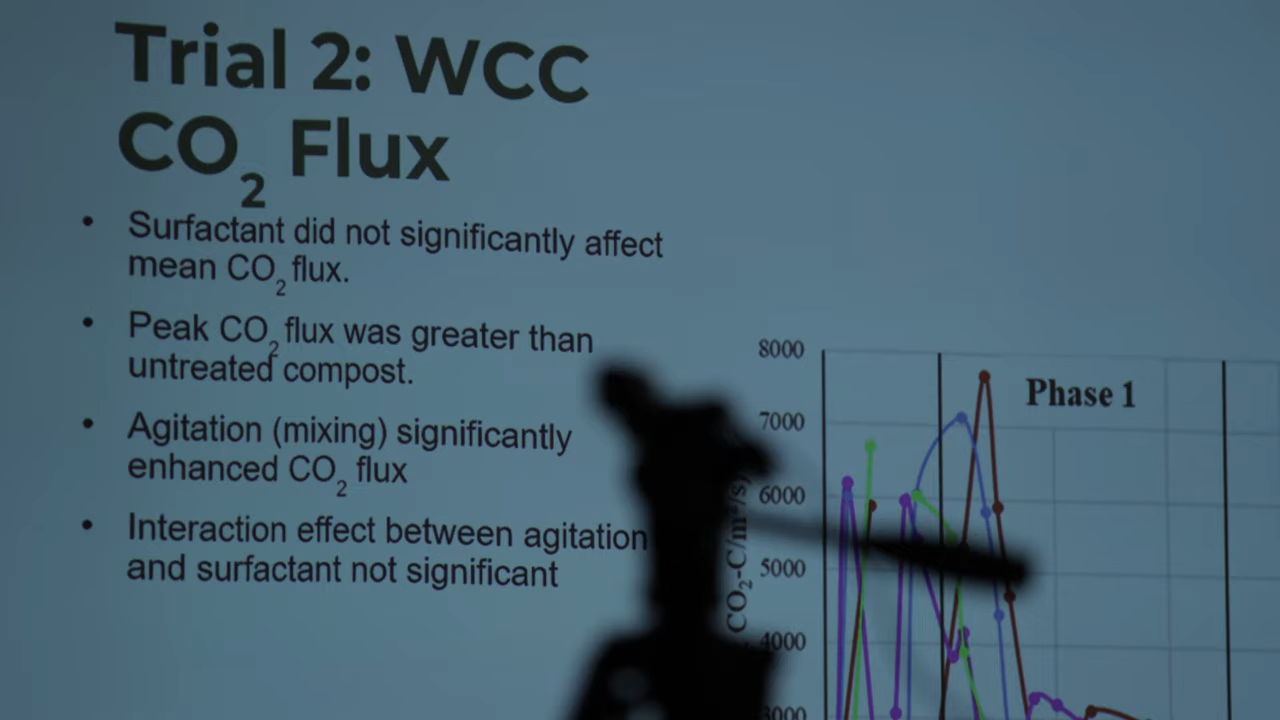 Trial 2: WCC
CO2 Flux
• Surfactant did not significantly affect
mean CO2 flux.
• Peak CO2 flux was greater than
untreated compost.
• Agitation (mixing) significantly
enhanced CO2 flux
• Interaction effect between agitation
and surfactant not significant
8000
7000
6000
5000
4000
3000
Phase 1
CO2-C/m²/s)